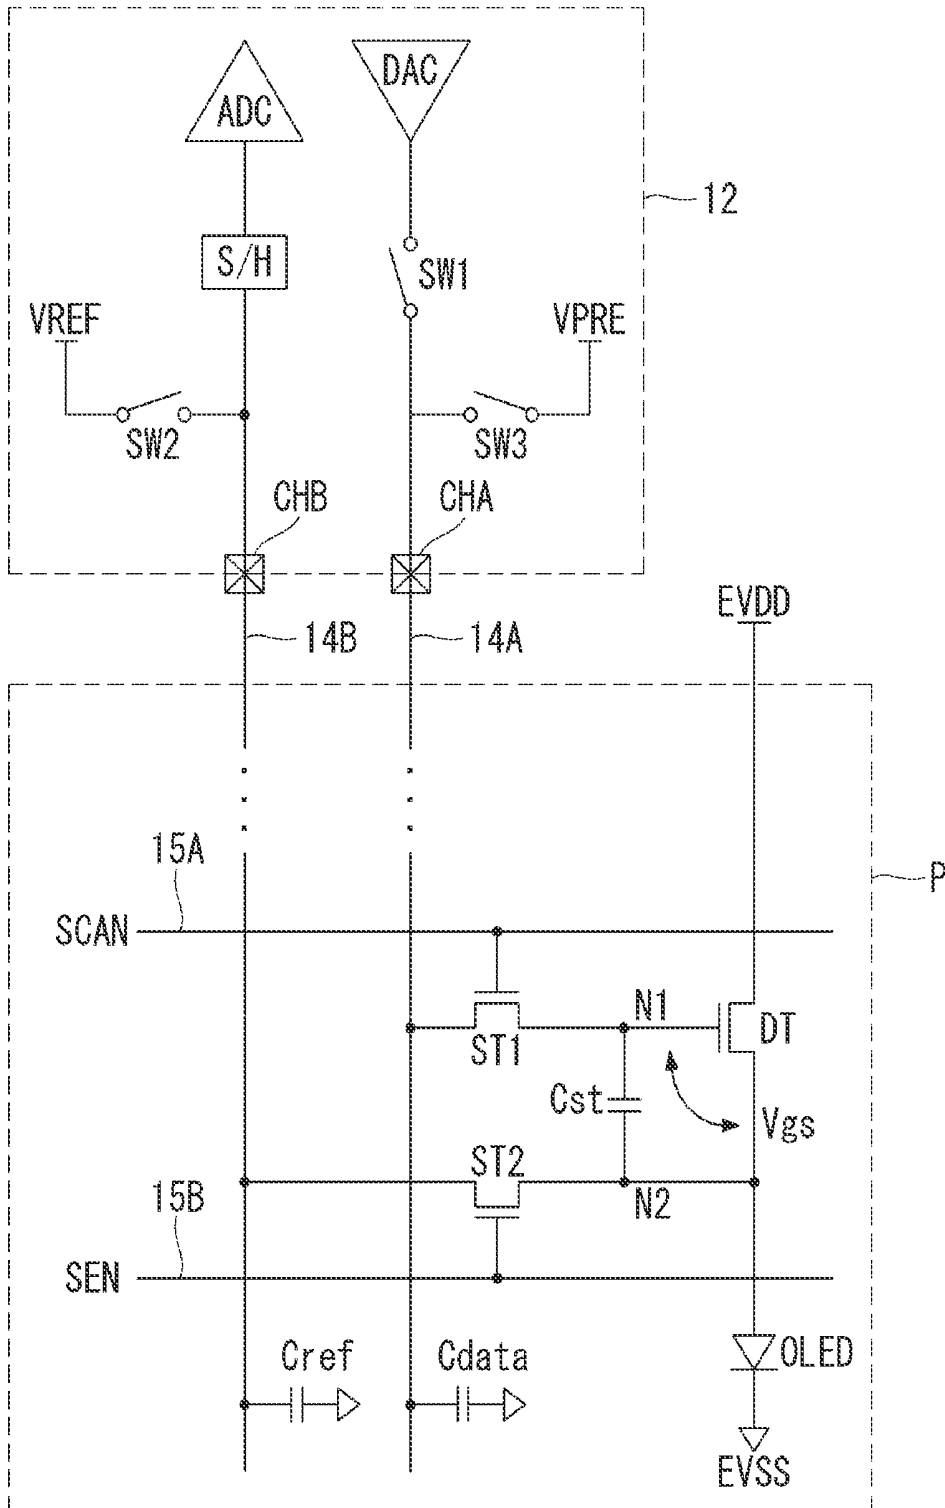 ADC
DAC
12
S/H
SW1
VREF
VPRE
SW2
SW3
CHB
CHA
EVDD
14B
14A
15A
P
SCAN
N1
DT
ST1
Cst
Vgs
ST2
15B
N2
SEN
Cref
Cdata
OLED
EVSS